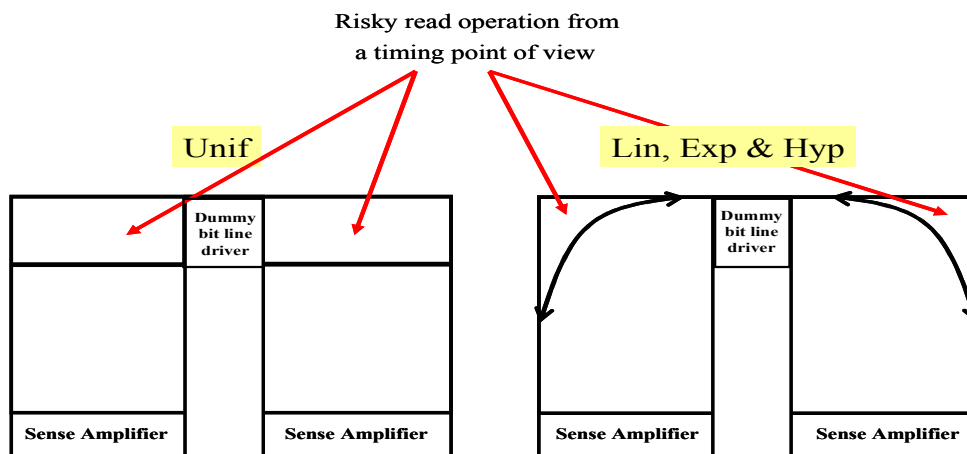 Risky read operation from
a timing point of view
Unif
Lin, Exp & Hyp
Dummy
bit line
driver
Dummy
bit line
driver
Sense Amplifier
Sense Amplifier
Sense Amplifier
Sense Amplifier